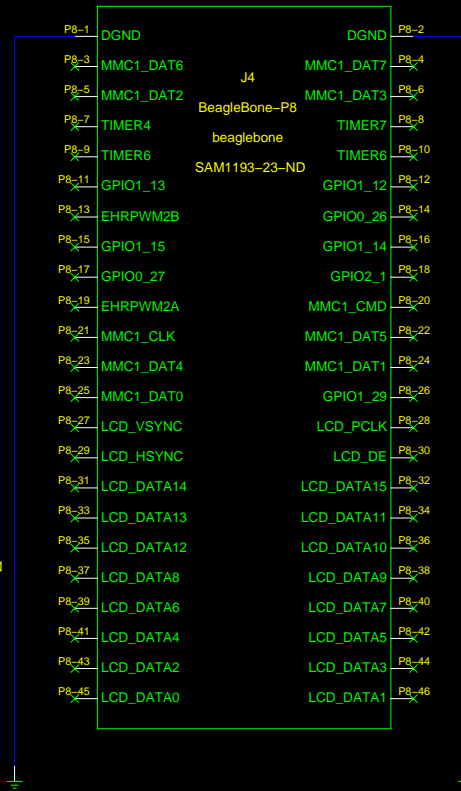 P8-1 DGND DGND P8-2
P8-3 MMC1_DAT6 MMC1_DAT7 P8-4
J4
P8-5 MMC1_DAT2 MMC1_DAT3 P8-6
BeagleBone-P8
P8-7 TIMER4 TIMER7 P8-8
beaglebone
P8-9 TIMER6 TIMER6 P8-10
SAM1193-23-ND
P8-11 GPIO1_13 GPIO1_12 P8-12
P8-13 EHRPWM2B GPIO0_26 P8-14
P8-15 GPIO1_15 GPIO1_14 P8-16
P8-17 GPIO0_27 GPIO2_1 P8-18
P8-19 EHRPWM2A MMC1_CMD P8-20
P8-21 MMC1_CLK MMC1_DAT5 P8-22
P8-23 MMC1_DAT4 MMC1_DAT1 P8-24
P8-25 MMC1_DAT0 GPIO1_29 P8-26
P8-27 LCD_VSYNC LCD_PCLK P8-28
P8-29 LCD_HSYNC LCD_DE P8-30
P8-31 LCD_DATA14 LCD_DATA15 P8-32
P8-33 LCD_DATA13 LCD_DATA11 P8-34
P8-35 LCD_DATA12 LCD_DATA10 P8-36
P8-37 LCD_DATA8 LCD_DATA9 P8-38
P8-39 LCD_DATA6 LCD_DATA7 P8-40
P8-41 LCD_DATA4 LCD_DATA5 P8-42
P8-43 LCD_DATA2 LCD_DATA3 P8-44
P8-45 LCD_DATA0 LCD_DATA1 P8-46